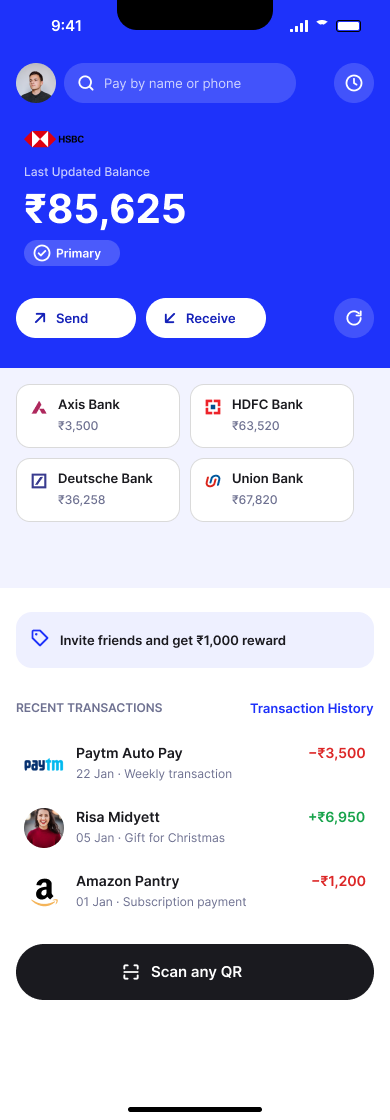 9:41
Pay by name or phone
HSBC
Last Updated Balance
₹85,625
Primary
Send
Receive
Axis Bank
₹3,500
HDFC Bank
₹63,520
Deutsche Bank
₹36,258
Union Bank
₹67,820
Invite friends and get ₹1,000 reward
RECENT TRANSACTIONS
Transaction History
paytm
Paytm Auto Pay
−₹3,500
22 Jan · Weekly transaction
Risa Midyett
+₹6,950
05 Jan · Gift for Christmas
a
Amazon Pantry
−₹1,200
01 Jan · Subscription payment
Scan any QR